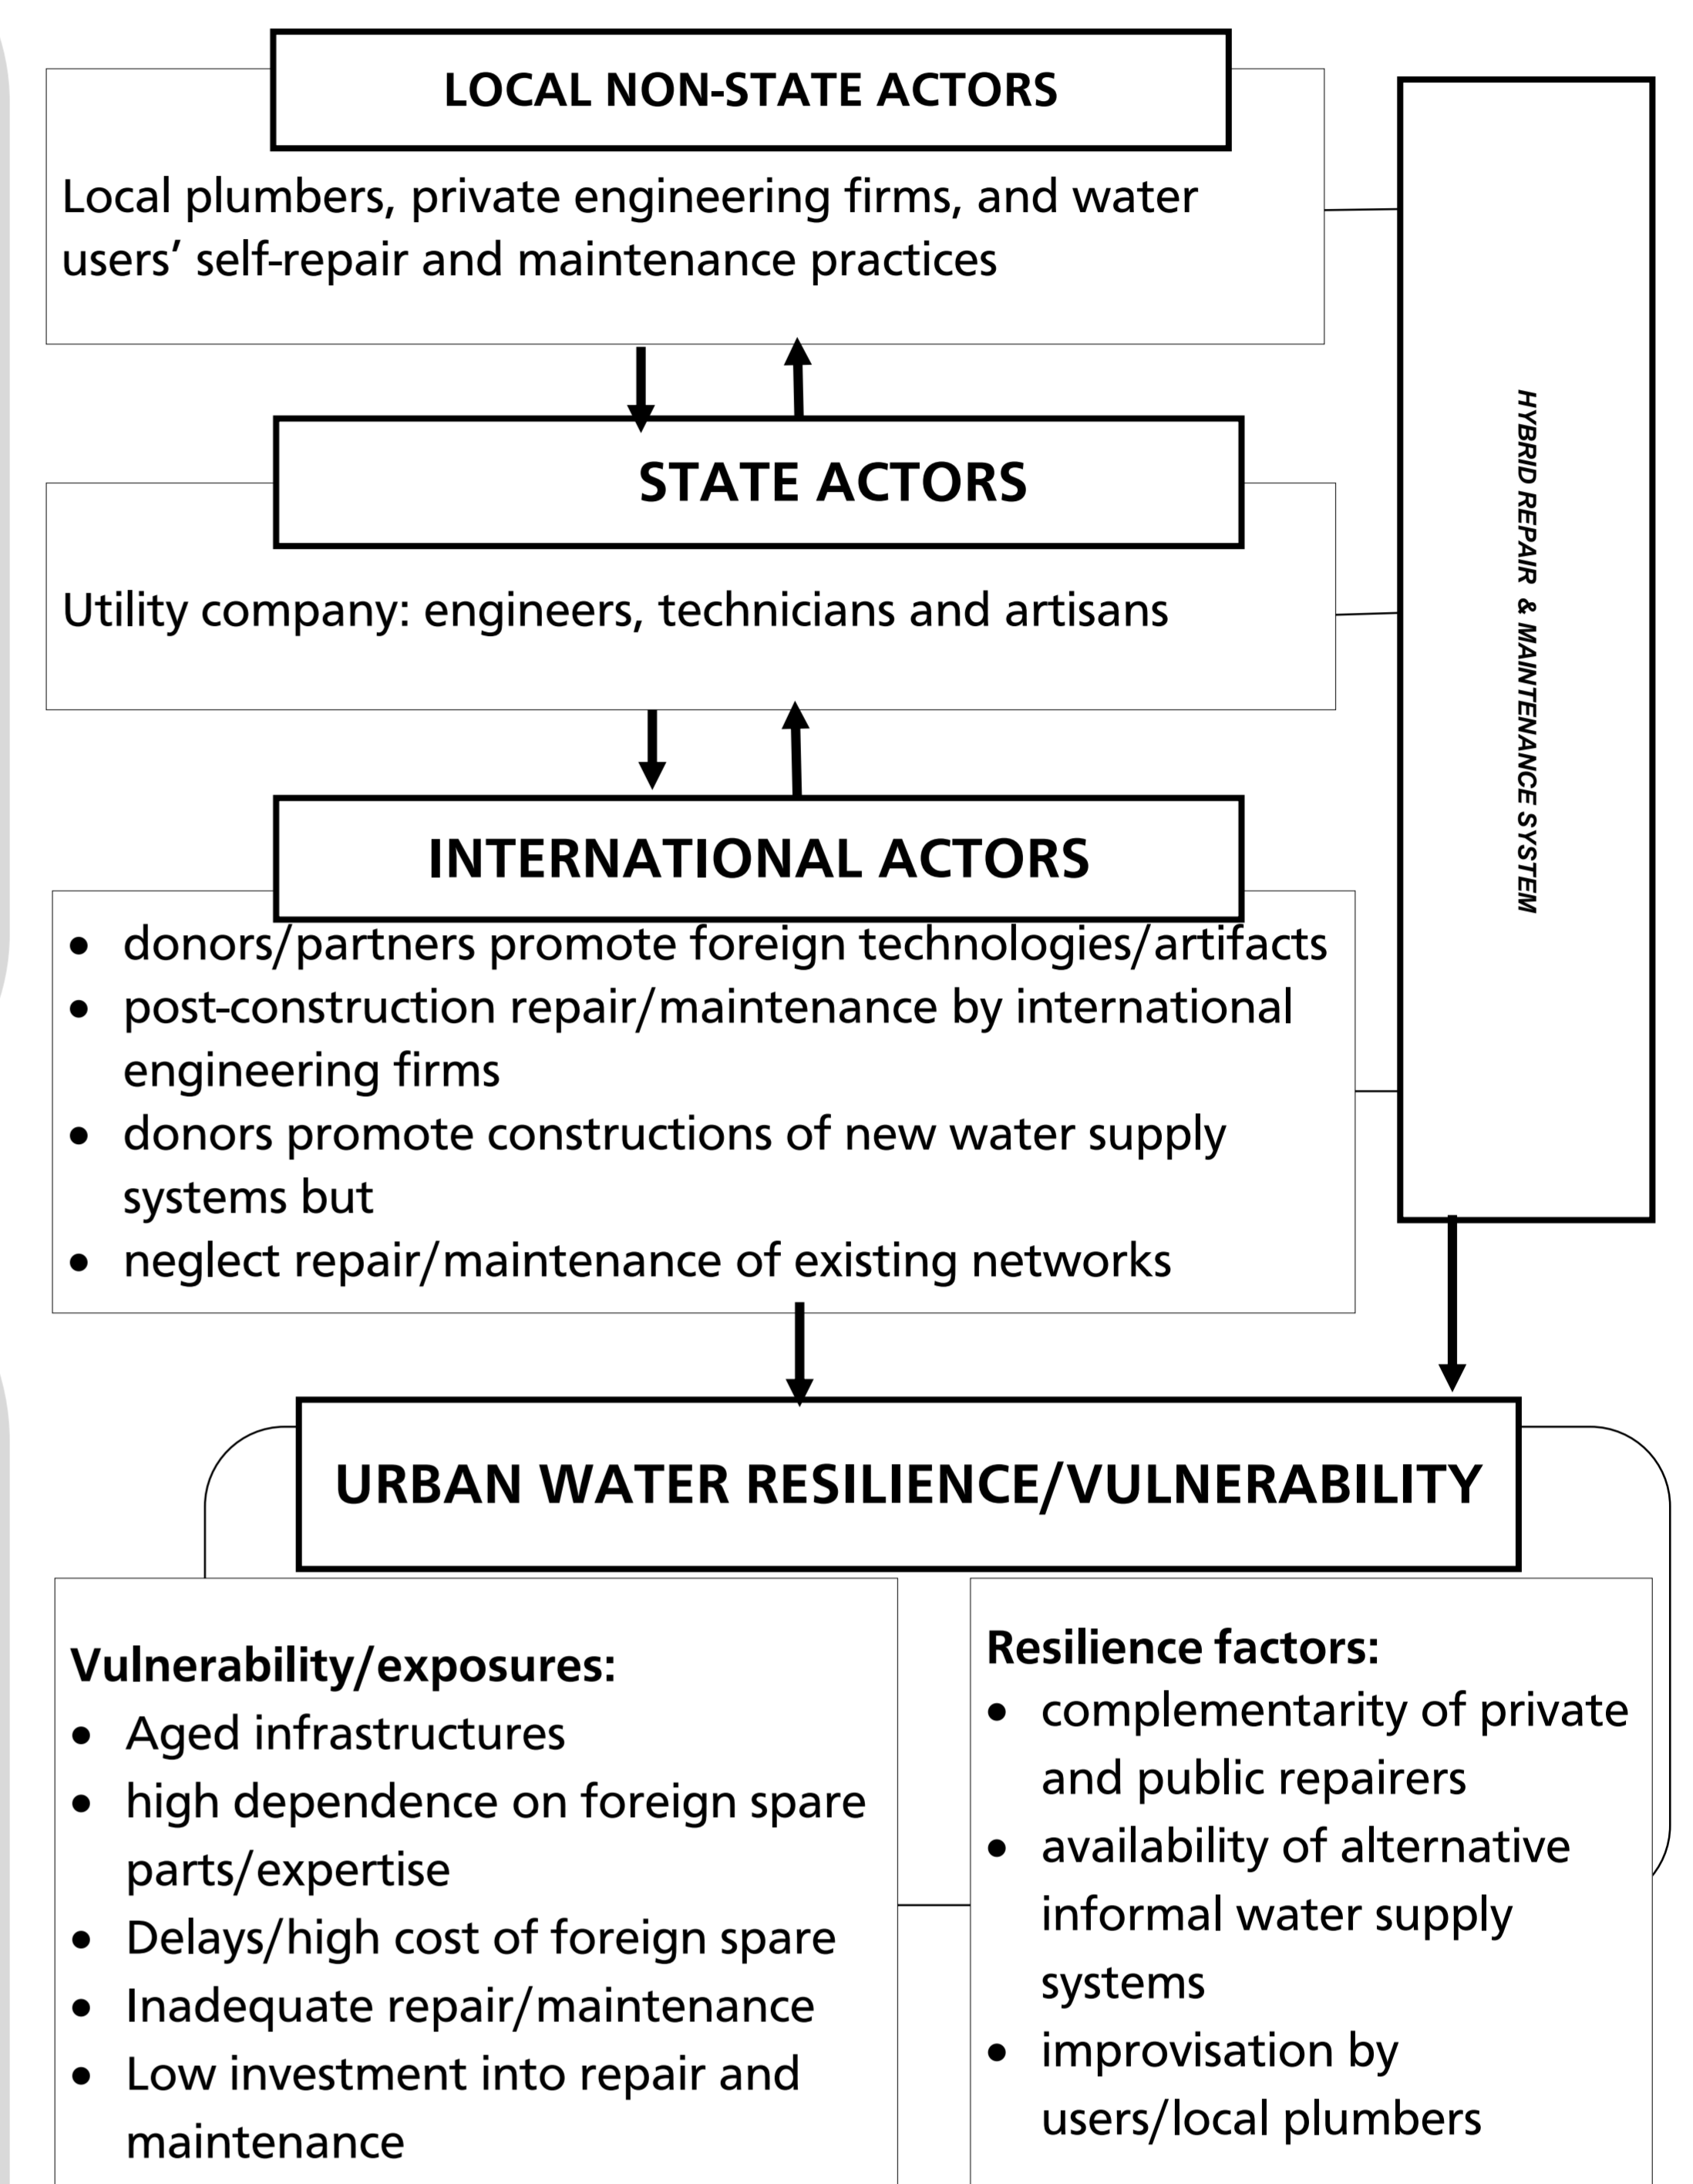 LOCAL NON-STATE ACTORS
Local plumbers, private engineering firms, and water
users’ self-repair and maintenance practices
STATE ACTORS
Utility company: engineers, technicians and artisans
INTERNATIONAL ACTORS
● donors/partners promote foreign technologies/artifacts
● post-construction repair/maintenance by international
engineering firms
● donors promote constructions of new water supply
systems but
● neglect repair/maintenance of existing networks
HYBRID REPAIR & MAINTENANCE SYSTEM
URBAN WATER RESILIENCE/VULNERABILITY
Vulnerability/exposures:
● Aged infrastructures
● high dependence on foreign spare
parts/expertise
● Delays/high cost of foreign spare
● Inadequate repair/maintenance
● Low investment into repair and
maintenance
Resilience factors:
● complementarity of private
and public repairers
● availability of alternative
informal water supply
systems
● improvisation by
users/local plumbers